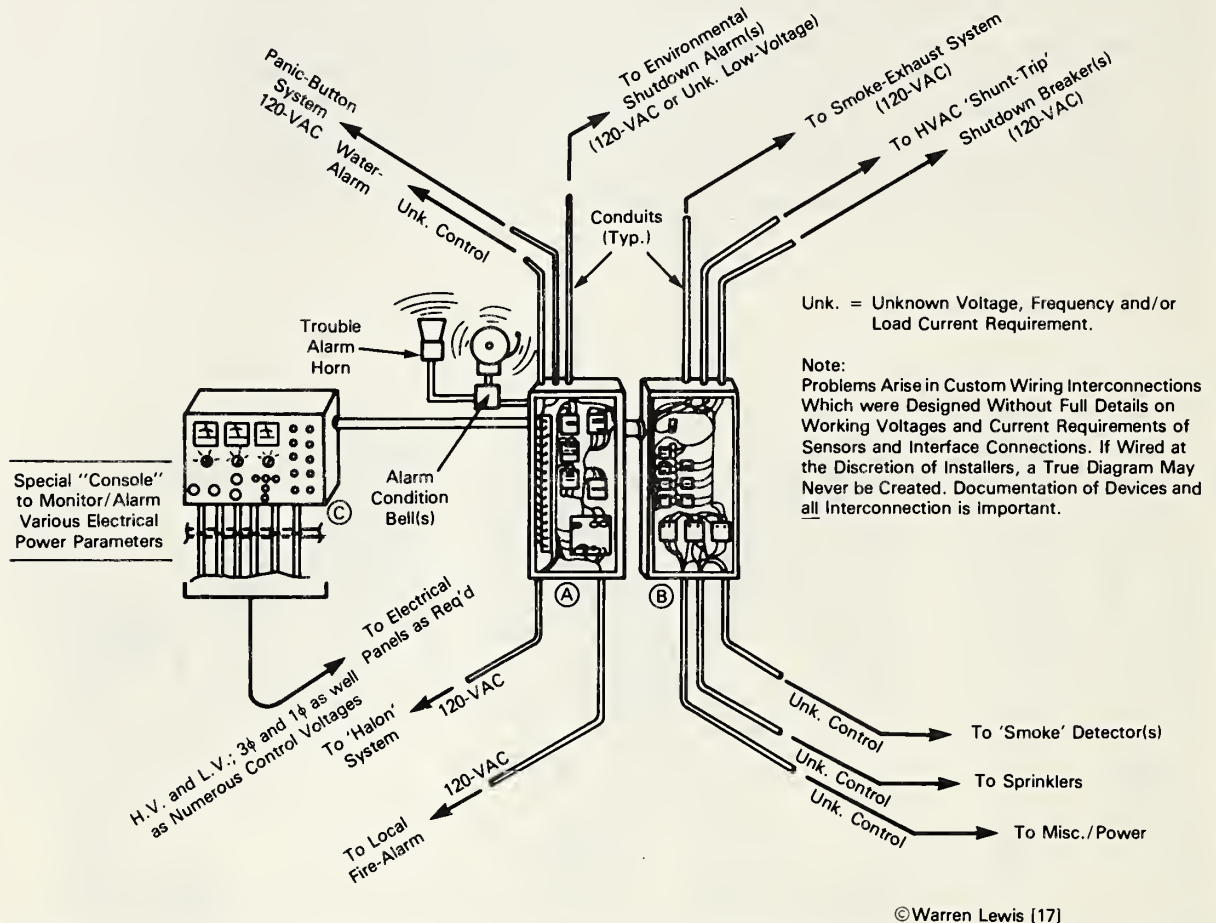 Panic-Button
System
120-VAC
Water-
Alarm
Unk. Control
To Environmental
Shutdown Alarm(s)
(120-VAC or Unk. Low-Voltage)
To Smoke-Exhaust System
(120-VAC)
To HVAC 'Shunt-Trip'
Shutdown Breaker(s)
(120-VAC)
Conduits
(Typ.)
Unk. = Unknown Voltage, Frequency and/or
Load Current Requirement.
Note:
Problems Arise in Custom Wiring Interconnections
Which were Designed Without Full Details on
Working Voltages and Current Requirements of
Sensors and Interface Connections. If Wired at
the Discretion of Installers, a True Diagram May
Never be Created. Documentation of Devices and
all Interconnection is important.
Trouble
Alarm
Horn
Alarm
Condition
Bell(s)
Special "Console"
to Monitor/Alarm
Various Electrical
Power Parameters
C
A
B
To Electrical
Panels as Req'd
H.V. and L.V.; 3ϕ and 1ϕ as well
as Numerous Control Voltages
120-VAC
To 'Halon'
System
120-VAC
To Local
Fire-Alarm
Unk. Control
To 'Smoke' Detector(s)
Unk. Control
To Sprinklers
Unk. Control
To Misc./Power
©Warren Lewis [17]